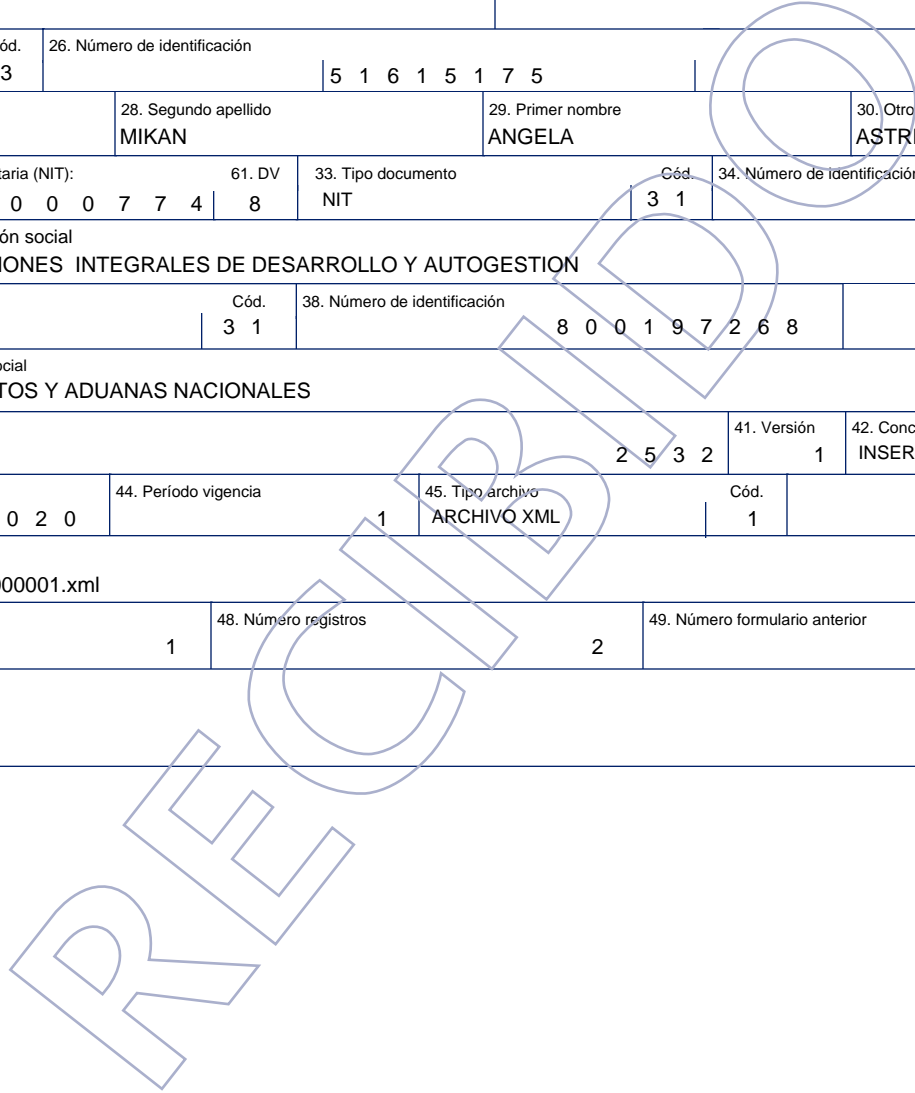 ód. 26. Número de identificación
3 5 1 6 1 5 1 7 5
28. Segundo apellido 29. Primer nombre 30. Otro
MIKAN ANGELA ASTRI
taria (NIT): 61. DV 33. Tipo documento Cód. 34. Número de identificación
0 0 0 7 7 4 8 NIT 3 1
ón social
IONES INTEGRALES DE DESARROLLO Y AUTOGESTION
Cód. 38. Número de identificación
3 1 8 0 0 1 9 7 2 6 8
ocial
TOS Y ADUANAS NACIONALES
41. Versión 42. Conc
2 5 3 2 1 INSER
44. Período vigencia 45. Tipo archivo Cód.
0 2 0 1 ARCHIVO XML 1
000001.xml
48. Número registros 49. Número formulario anterior
1 2
RECIBIDO